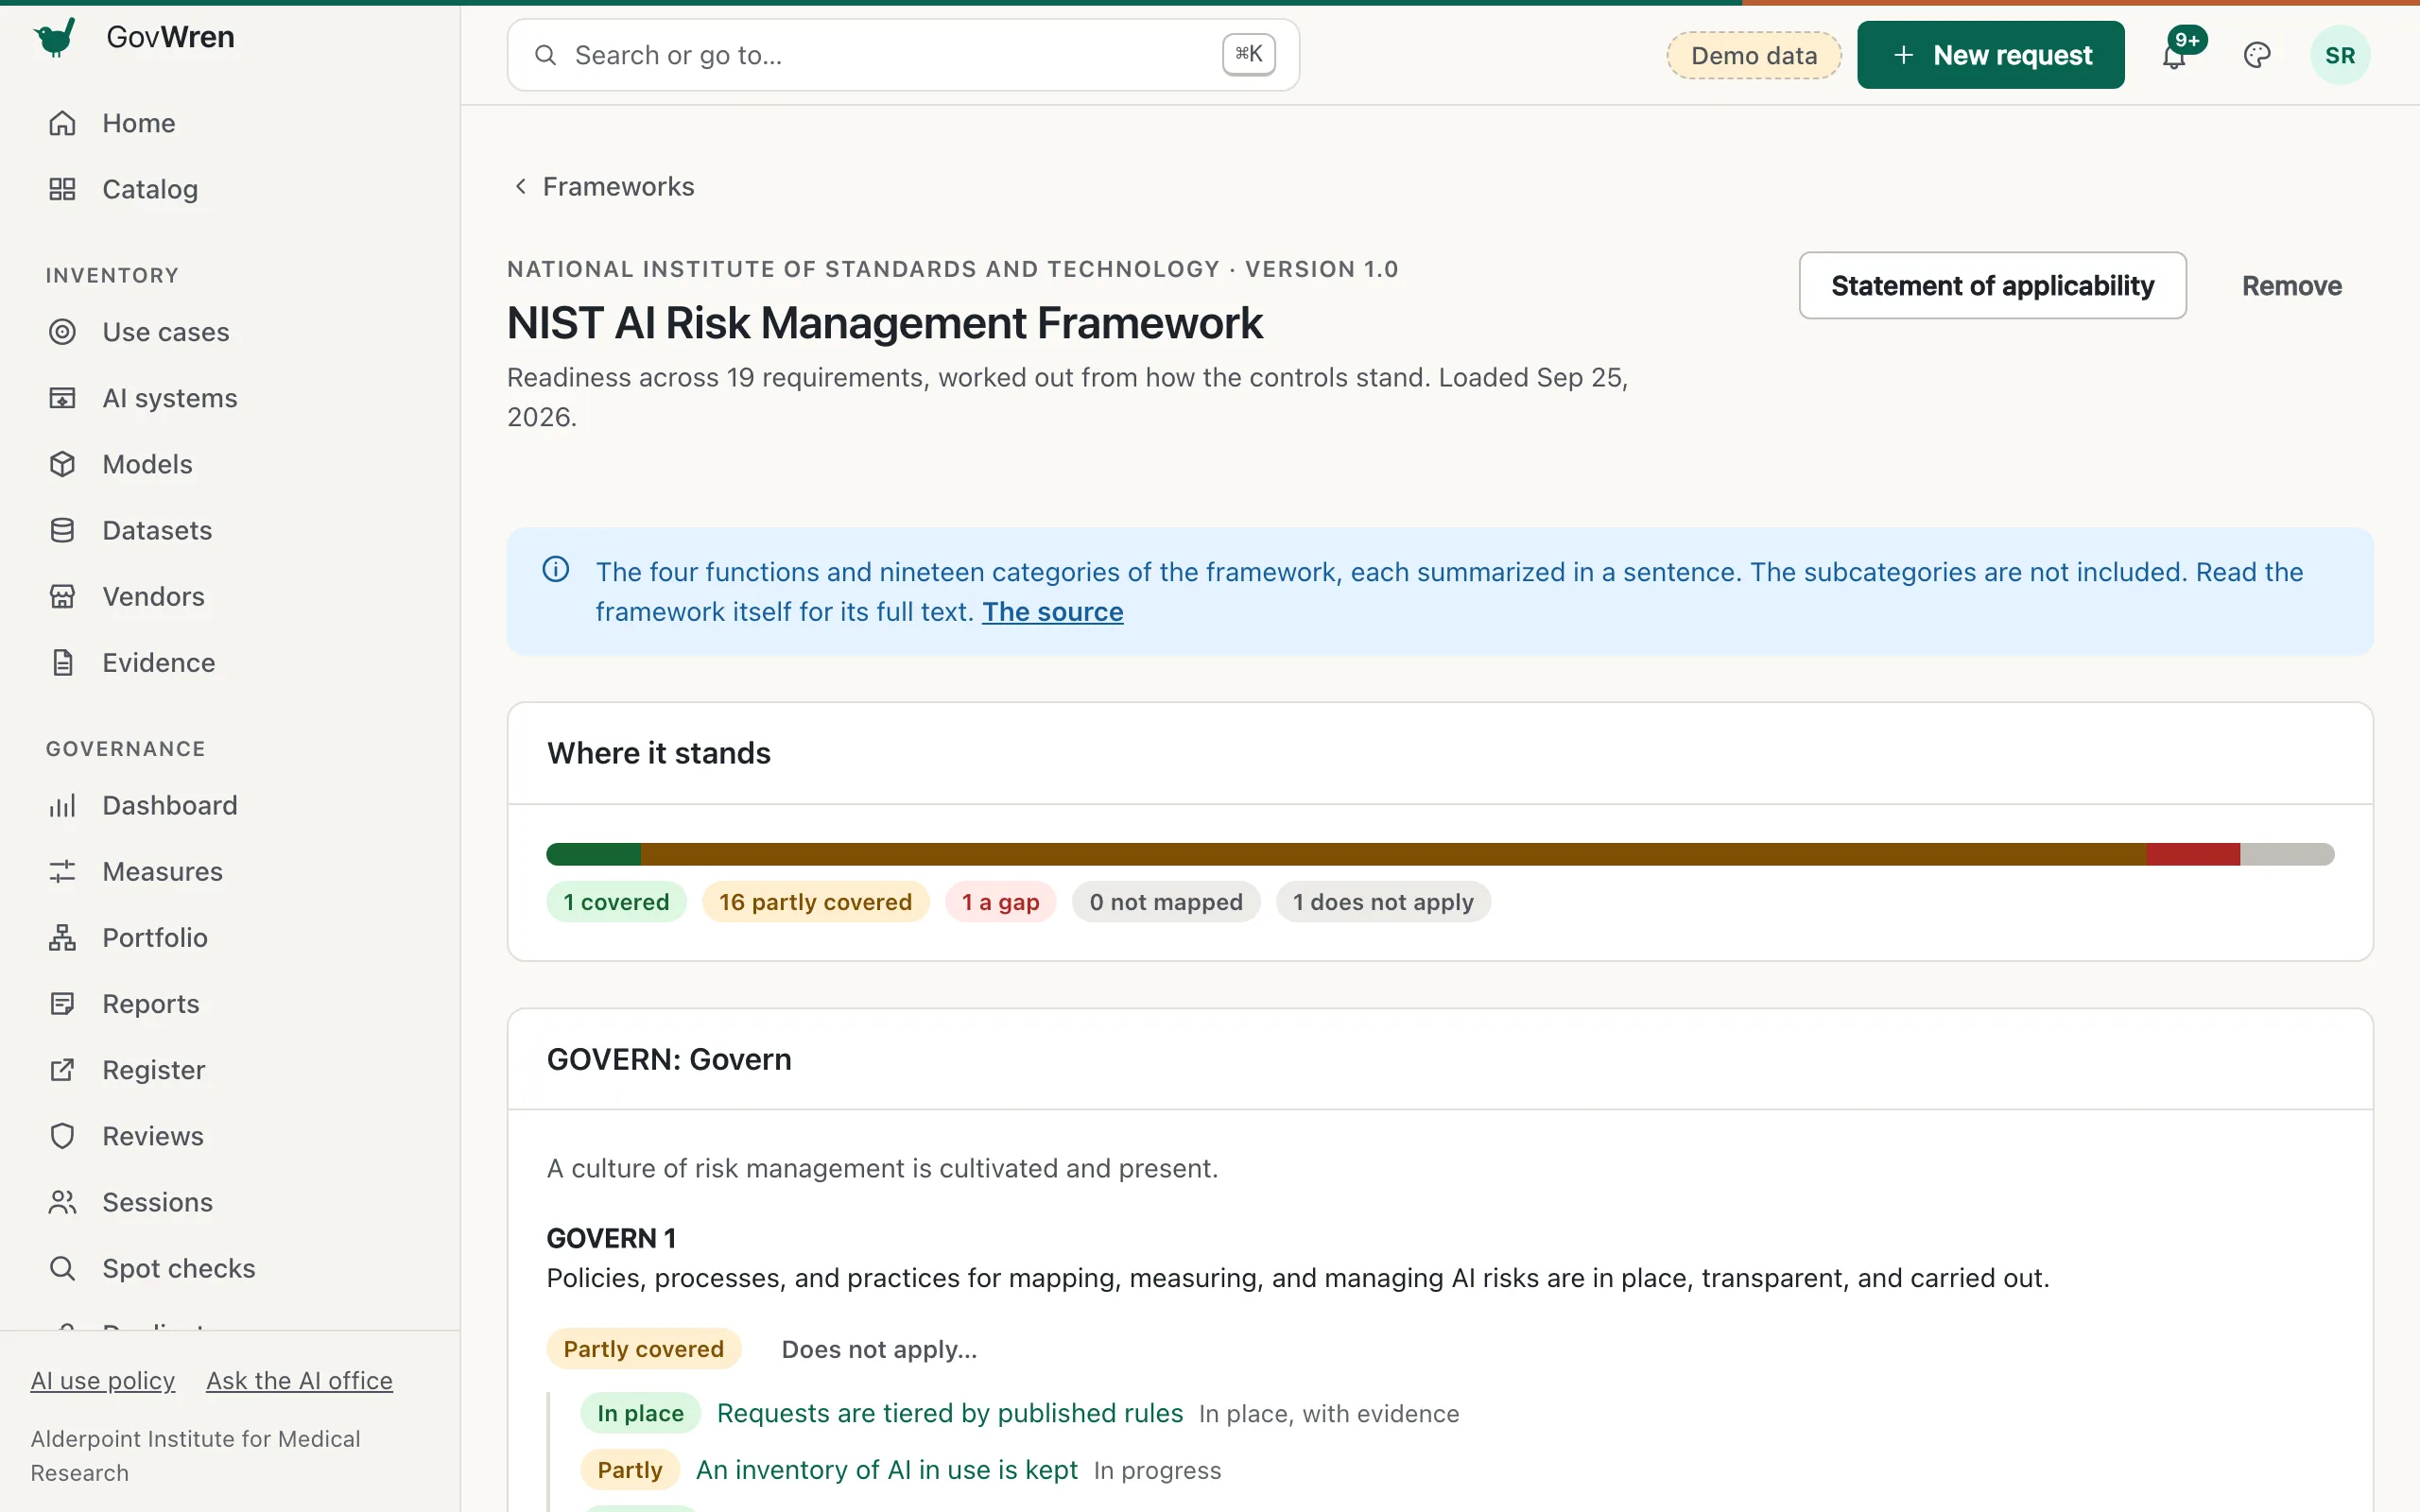 GovWren
Search or go to...
⌘K
Demo data
+ New request
9+
SR
Home
Catalog
INVENTORY
Use cases
AI systems
Models
Datasets
Vendors
Evidence
GOVERNANCE
Dashboard
Measures
Portfolio
Reports
Register
Reviews
Sessions
Spot checks
AI use policy
Ask the AI office
Alderpoint Institute for Medical
Research
Frameworks
NATIONAL INSTITUTE OF STANDARDS AND TECHNOLOGY · VERSION 1.0
NIST AI Risk Management Framework
Readiness across 19 requirements, worked out from how the controls stand. Loaded Sep 25,
2026.
Statement of applicability
Remove
The four functions and nineteen categories of the framework, each summarized in a sentence. The subcategories are not included. Read the
framework itself for its full text. The source
Where it stands
1 covered
16 partly covered
1 a gap
0 not mapped
1 does not apply
GOVERN: Govern
A culture of risk management is cultivated and present.
GOVERN 1
Policies, processes, and practices for mapping, measuring, and managing AI risks are in place, transparent, and carried out.
Partly covered
Does not apply...
In place Requests are tiered by published rules In place, with evidence
Partly An inventory of AI in use is kept In progress